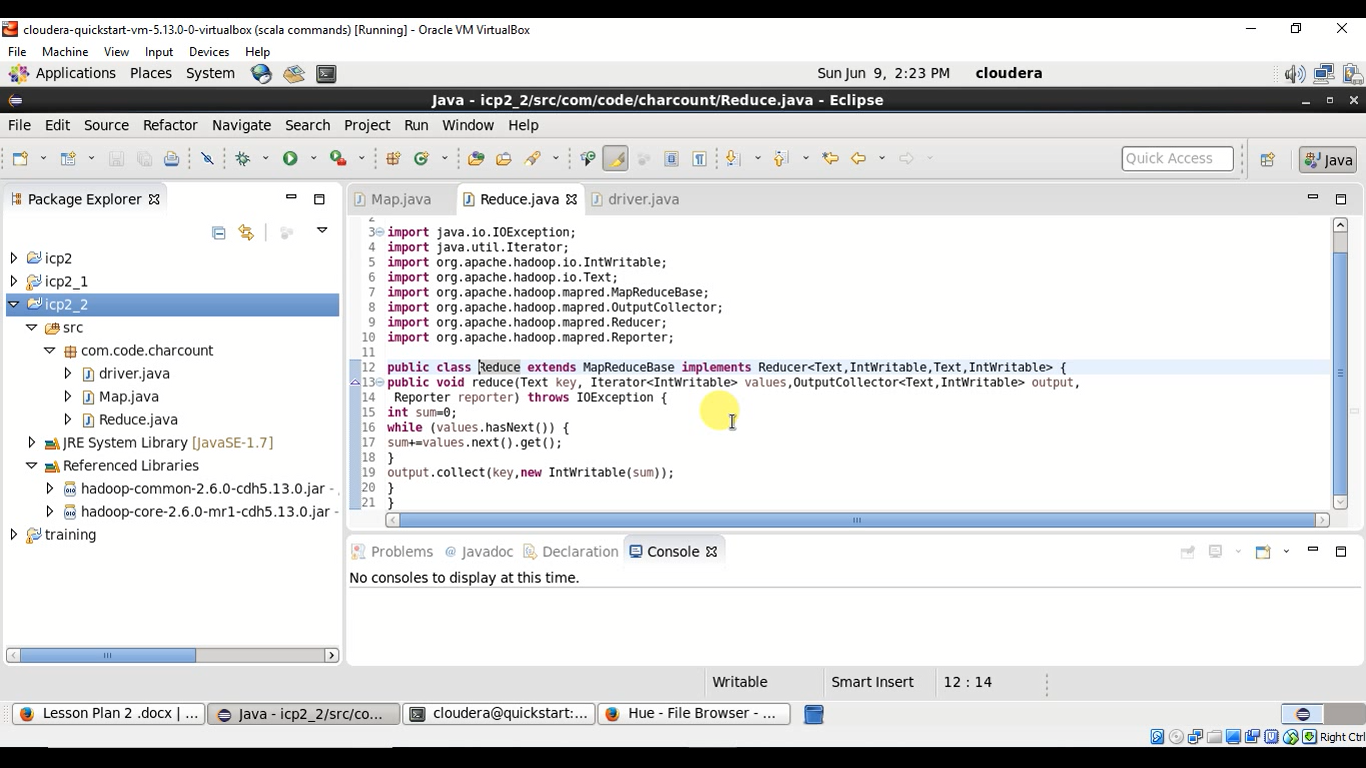 cloudera-quickstart-vm-5.13.0-0-virtualbox (scala commands) [Running] - Oracle VM VirtualBox
File Machine View Input Devices Help
Applications Places System Sun Jun 9, 2:23 PM cloudera
Java - icp2_2/src/com/code/charcount/Reduce.java - Eclipse
File Edit Source Refactor Navigate Search Project Run Window Help
Quick Access Java
Package Explorer
icp2
icp2_1
icp2_2
src
com.code.charcount
driver.java
Map.java
Reduce.java
JRE System Library [JavaSE-1.7]
Referenced Libraries
hadoop-common-2.6.0-cdh5.13.0.jar -
hadoop-core-2.6.0-mr1-cdh5.13.0.jar -
training
Map.java Reduce.java driver.java
2
3 import java.io.IOException;
4 import java.util.Iterator;
5 import org.apache.hadoop.io.IntWritable;
6 import org.apache.hadoop.io.Text;
7 import org.apache.hadoop.mapred.MapReduceBase;
8 import org.apache.hadoop.mapred.OutputCollector;
9 import org.apache.hadoop.mapred.Reducer;
10 import org.apache.hadoop.mapred.Reporter;
11
12 public class Reduce extends MapReduceBase implements Reducer<Text,IntWritable,Text,IntWritable> {
13 public void reduce(Text key, Iterator<IntWritable> values,OutputCollector<Text,IntWritable> output,
14 Reporter reporter) throws IOException {
15 int sum=0;
16 while (values.hasNext()) {
17 sum+=values.next().get();
18 }
19 output.collect(key,new IntWritable(sum));
20 }
21 }
Problems Javadoc Declaration Console
No consoles to display at this time.
Writable Smart Insert 12 : 14
Lesson Plan 2 .docx | ... Java - icp2_2/src/co... cloudera@quickstart:... Hue - File Browser - ...
Right Ctrl